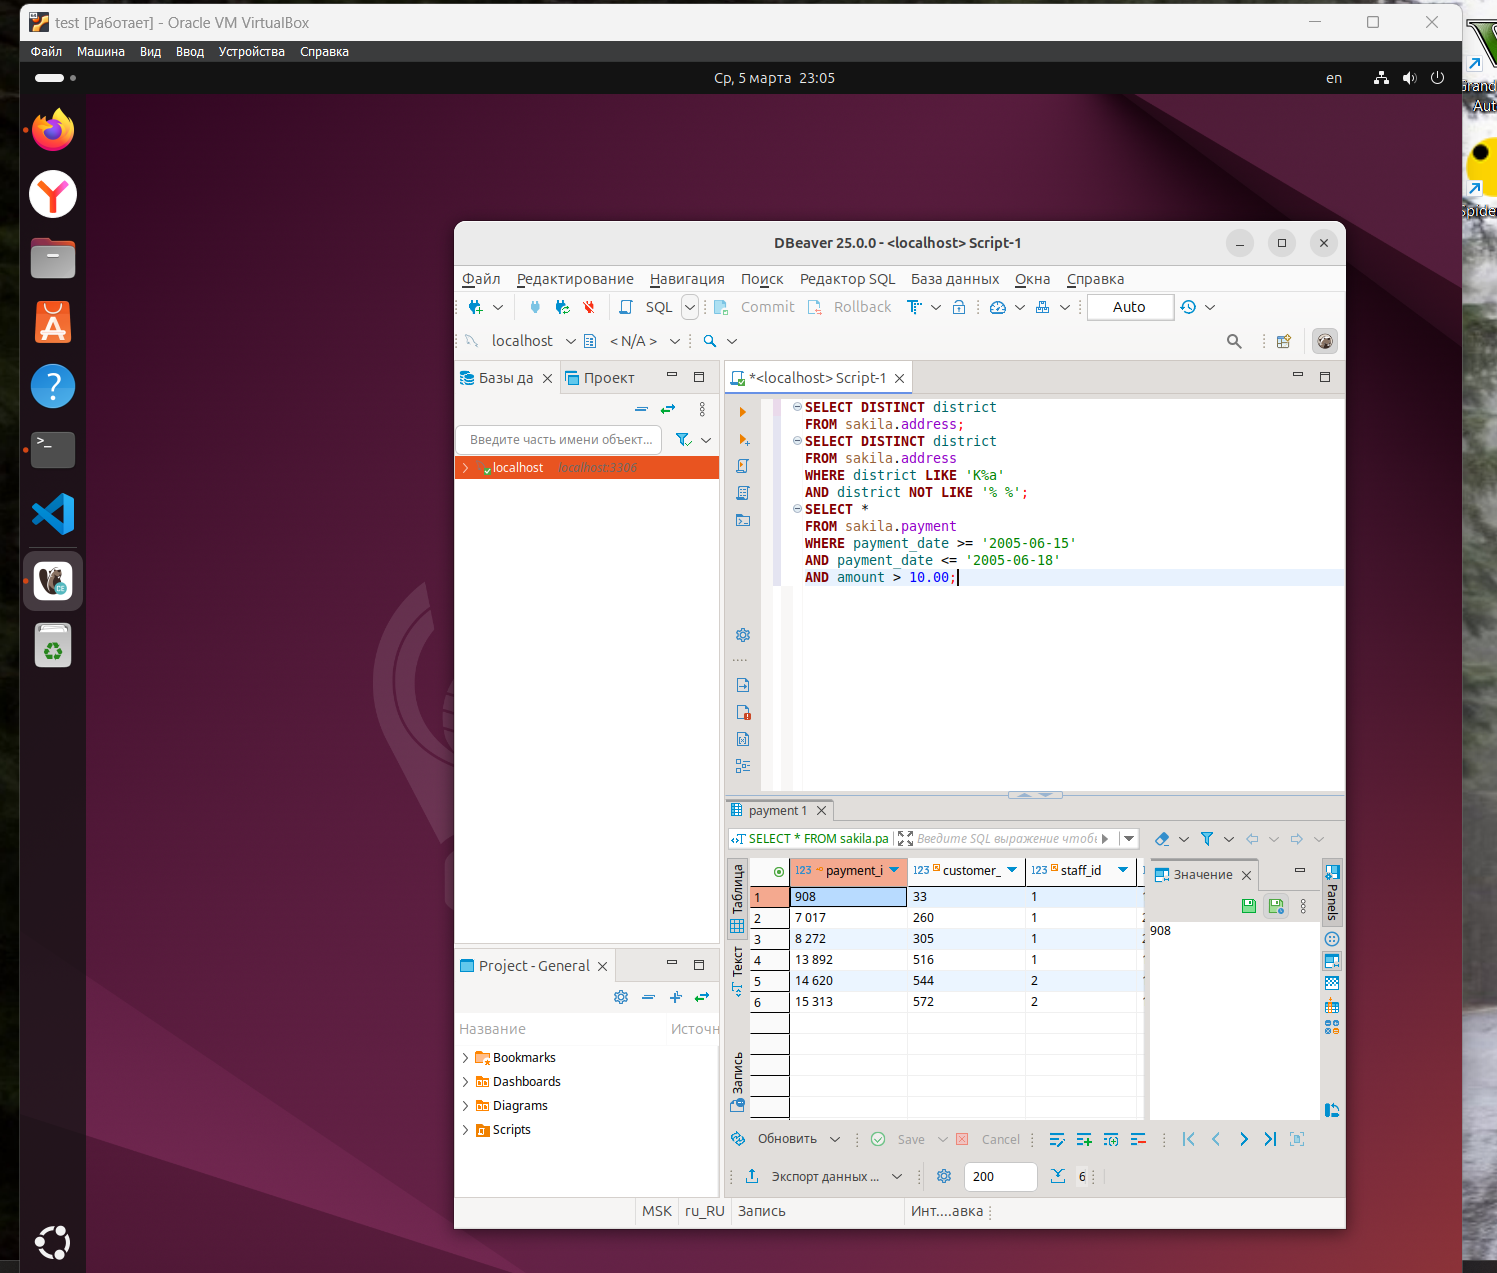 test [Работает] - Oracle VM VirtualBox
Файл Машина Вид Ввод Устройства Справка
Ср, 5 марта 23:05
en
DBeaver 25.0.0 - <localhost> Script-1
Файл Редактирование Навигация Поиск Редактор SQL База данных Окна Справка
SQL Commit Rollback Auto
localhost < N/A >
Базы да Проект
*<localhost> Script-1
Введите часть имени объект...
localhost localhost:3306
SELECT DISTINCT district
FROM sakila.address;
SELECT DISTINCT district
FROM sakila.address
WHERE district LIKE 'K%a'
AND district NOT LIKE '% %';
SELECT *
FROM sakila.payment
WHERE payment_date >= '2005-06-15'
AND payment_date <= '2005-06-18'
AND amount > 10.00;
payment 1
SELECT * FROM sakila.pa Введите SQL выражение чтобы
Таблица
Текст
Запись
123 payment_i 123 customer_ 123 staff_id
1 908 33 1
2 7 017 260 1
3 8 272 305 1
4 13 892 516 1
5 14 620 544 2
6 15 313 572 2
Значение
908
Panels
Обновить Save Cancel
Экспорт данных ... 200 6
Project - General
Название Источн
Bookmarks
Dashboards
Diagrams
Scripts
MSK ru_RU Запись Инт....авка
Grand
Aut
Spide